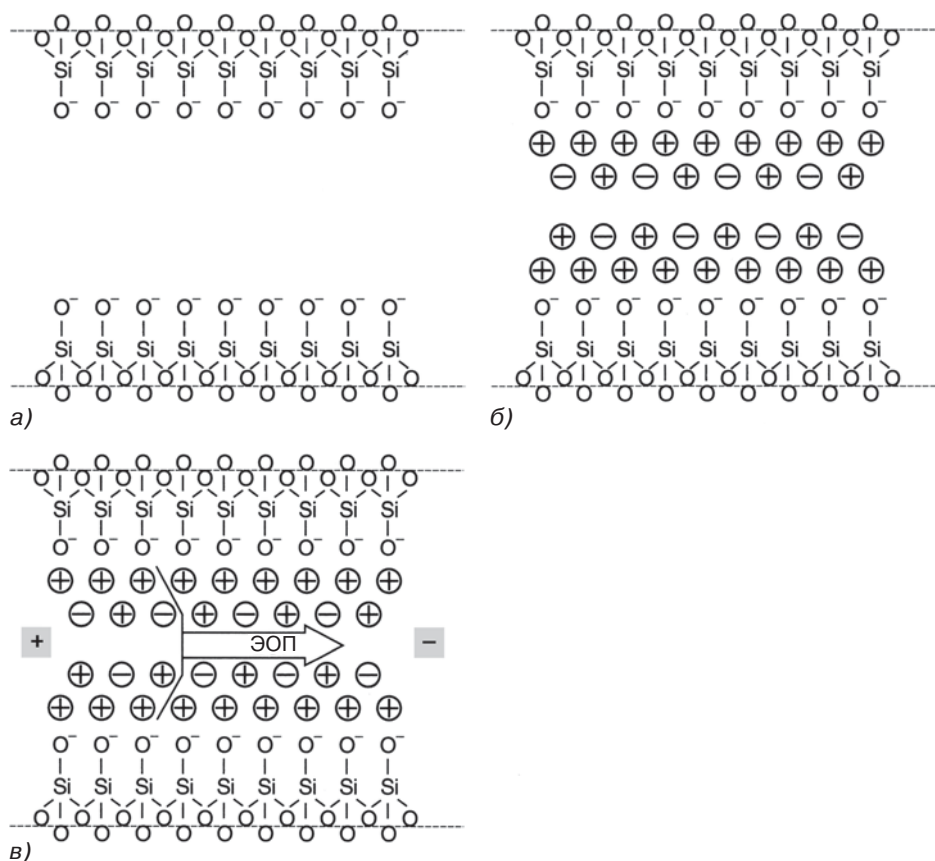 O O O O O O O O O
O O O O O O O O O O
Si Si Si Si Si Si Si Si Si
O⁻ O⁻ O⁻ O⁻ O⁻ O⁻ O⁻ O⁻ O⁻
O⁻ O⁻ O⁻ O⁻ O⁻ O⁻ O⁻ O⁻ O⁻
Si Si Si Si Si Si Si Si Si
O O O O O O O O O O
O O O O O O O O O
а)
O O O O O O O O O
O O O O O O O O O O
Si Si Si Si Si Si Si Si Si
O⁻ O⁻ O⁻ O⁻ O⁻ O⁻ O⁻ O⁻ O⁻
+ + + + + + + + +
− + − + − + − +
+ − + − + − + −
+ + + + + + + + +
O⁻ O⁻ O⁻ O⁻ O⁻ O⁻ O⁻ O⁻ O⁻
Si Si Si Si Si Si Si Si Si
O O O O O O O O O O
O O O O O O O O O
б)
O O O O O O O O O
O O O O O O O O O O
Si Si Si Si Si Si Si Si Si
O⁻ O⁻ O⁻ O⁻ O⁻ O⁻ O⁻ O⁻ O⁻
+ + + + + + + + +
− + − + − + − +
+ ЭОП −
+ − + − + − + −
+ + + + + + + + +
O⁻ O⁻ O⁻ O⁻ O⁻ O⁻ O⁻ O⁻ O⁻
Si Si Si Si Si Si Si Si Si
O O O O O O O O O O
O O O O O O O O O
в)